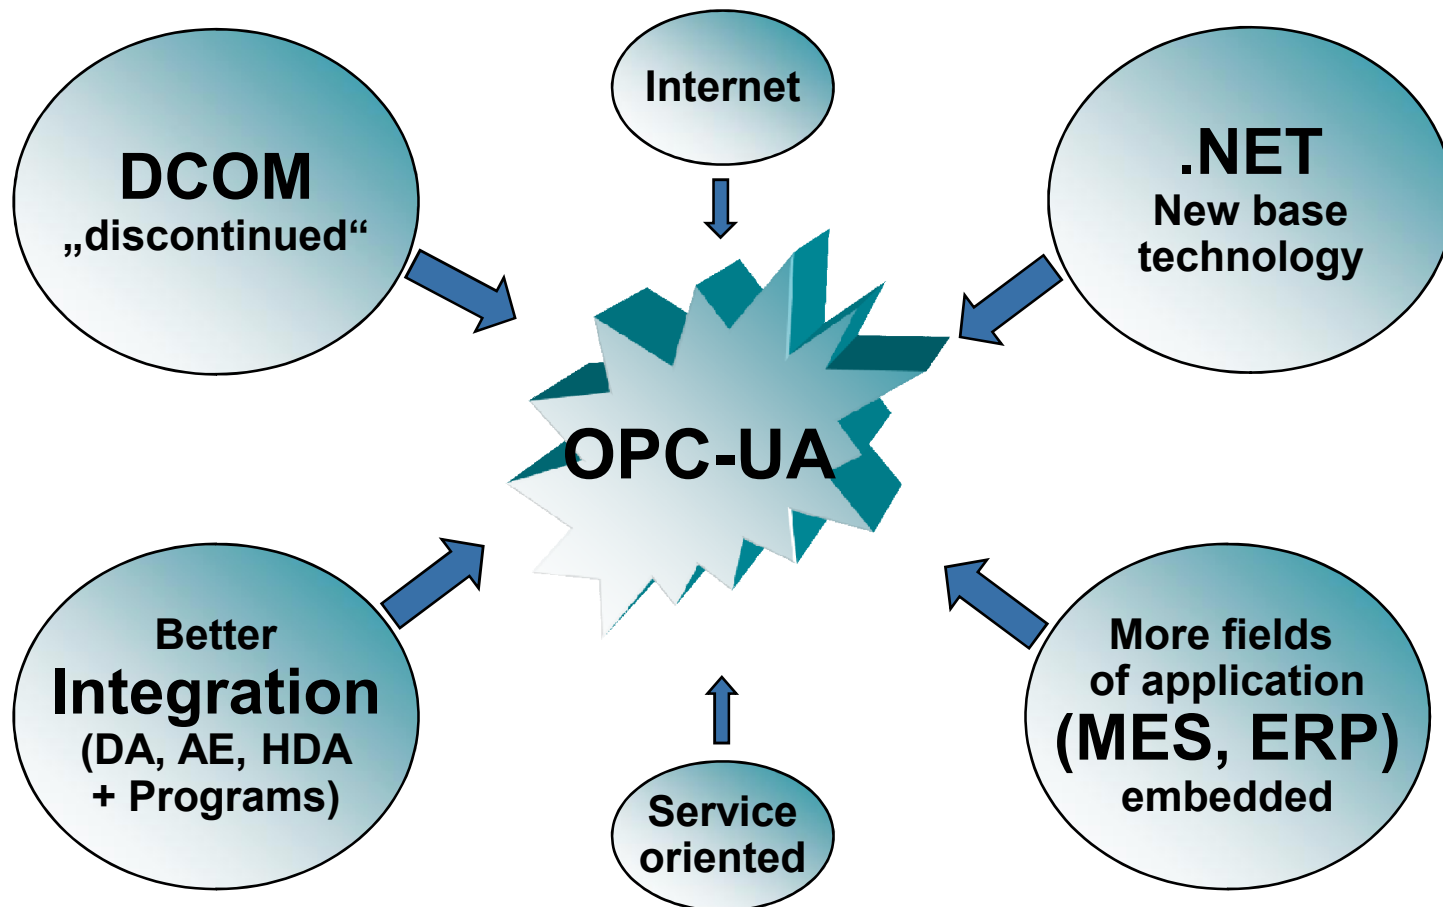 Internet
DCOM
„discontinued“
.NET
New base
technology
OPC-UA
Better
Integration
(DA, AE, HDA
+ Programs)
More fields
of application
(MES, ERP)
embedded
Service
oriented